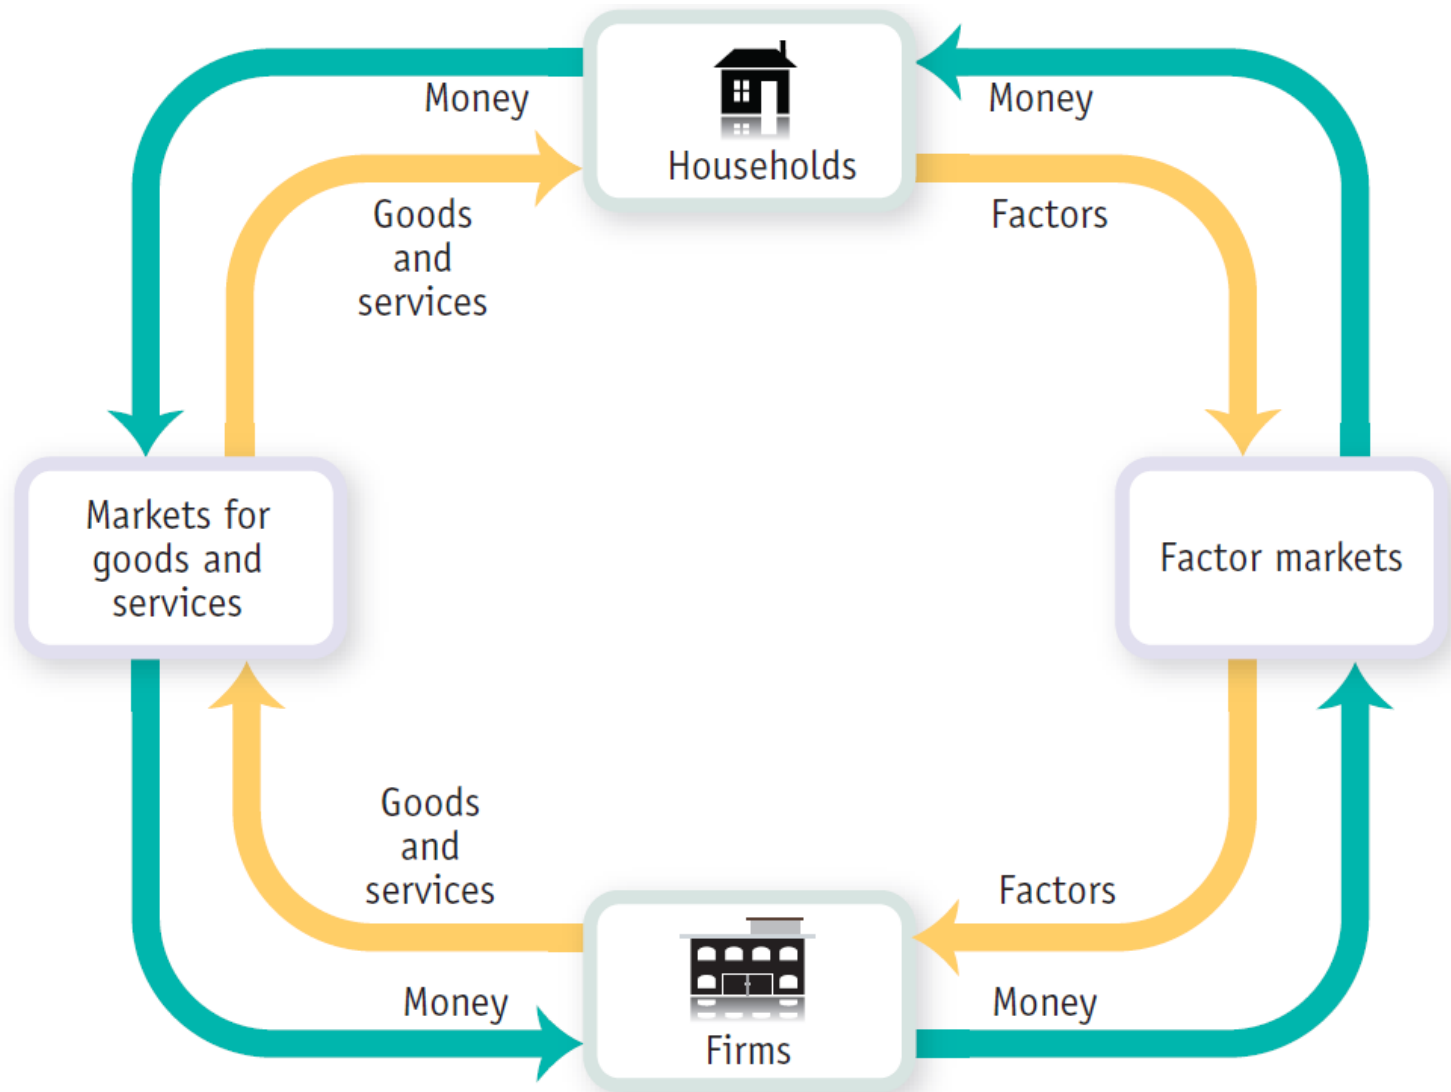 Money
Money
Households
Goods
and
services
Factors
Markets for
goods and
services
Factor markets
Goods
and
services
Factors
Money
Money
Firms